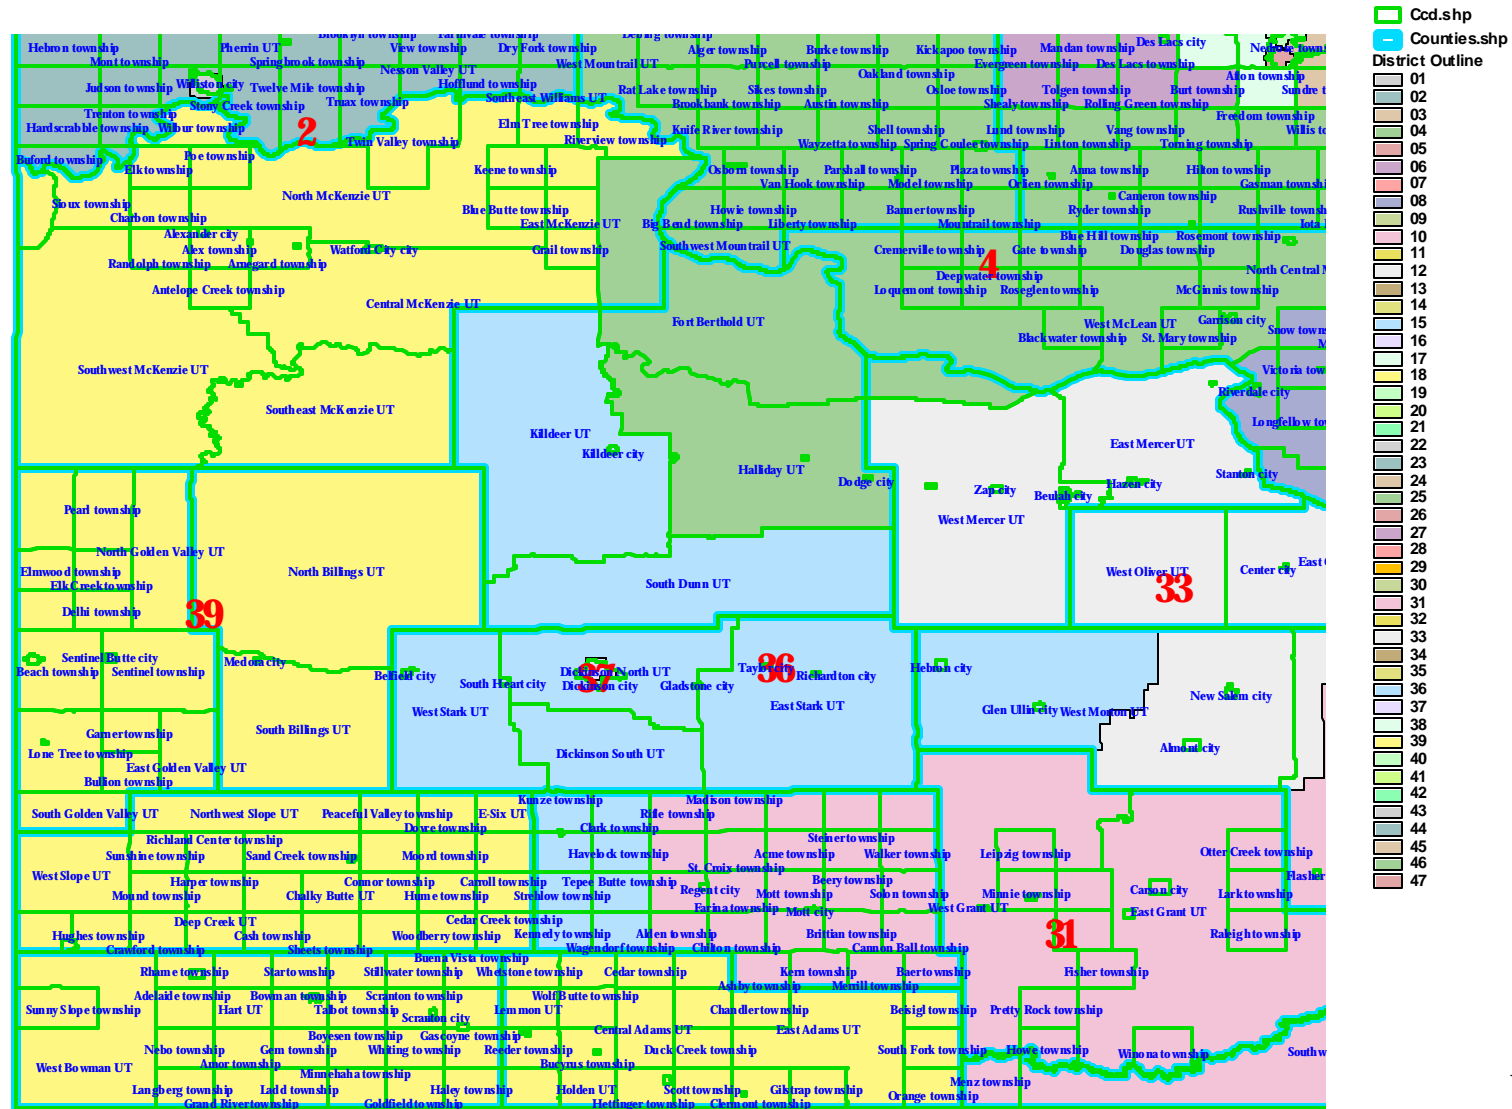 Brooklyn township
Farmvale township
Hebron township
Pherrin UT
View township
Dry Fork township
Alger township
Burke township
Kickapoo township
Mandan township
Des Lacs city
Mont township
Springbrook township
Nesson Valley UT
West Mountrail UT
Purcell township
Oakland township
Evergreen township
Des Lacs township
Afton township
Judson township
Williston city
Twelve Mile township
Hofflund township
Rat Lake township
Sikes township
Osloe township
Tolgen township
Burt township
Stony Creek township
Truax township
Southeast Williams UT
Brookbank township
Austin township
Shealy township
Rolling Green township
Trenton township
Freedom township
Hardscrabble township
Wilbur township
2
Elm Tree township
Knife River township
Shell township
Lund township
Vang township
Twin Valley township
Riverview township
Wayzetta township
Spring Coulee township
Linton township
Torning township
Buford township
Poe township
Elk township
Keene township
Osborn township
Parshall township
Plaza township
Anna township
Hilton township
Van Hook township
Model township
Orlien township
North McKenzie UT
Cameron township
Sioux township
Charbon township
Blue Butte township
Howie township
Banner township
Ryder township
East McKenzie UT
Big Bend township
Liberty township
Mountrail township
Alexander city
Blue Hill township
Rosemont township
Alex township
Watford City city
Grail township
Southwest Mountrail UT
Cremerville township
Gate township
Douglas township
Randolph township
Arnegard township
4
Deepwater township
Antelope Creek township
Loquemont township
Roseglen township
McGinnis township
Central McKenzie UT
Fort Berthold UT
West McLean UT
Garrison city
Blackwater township
St. Mary township
Southwest McKenzie UT
Riverdale city
Southeast McKenzie UT
Killdeer UT
East Mercer UT
Killdeer city
Halliday UT
Dodge city
Zap city
Beulah city
Hazen city
Stanton city
Pearl township
West Mercer UT
North Golden Valley UT
Elmwood township
North Billings UT
West Oliver UT
Center city
Elk Creek township
South Dunn UT
33
Delhi township
39
Sentinel Butte city
Beach township
Sentinel township
Medora city
Belfield city
South Heart city
Dickinson North UT
37
Dickinson city
Gladstone city
Taylor city
36
Richardton city
Hebron city
West Stark UT
East Stark UT
Glen Ullin city
West Morton UT
New Salem city
Garner township
South Billings UT
Lone Tree township
Dickinson South UT
Almont city
East Golden Valley UT
Bullion township
South Golden Valley UT
Northwest Slope UT
Peaceful Valley township
E-Six UT
Kunze township
Madison township
Rifle township
Dovre township
Clark township
Richland Center township
Steiner township
Sunshine township
Sand Creek township
Moord township
Havelock township
Acme township
Walker township
Leipzig township
Otter Creek township
West Slope UT
St. Croix township
Harper township
Connor township
Carroll township
Tepee Butte township
Regent city
Beery township
Mound township
Chalky Butte UT
Hume township
Strehlow township
Mott township
Solon township
Minnie township
Carson city
Lark township
Farina township
Mott city
West Grant UT
East Grant UT
Deep Creek UT
Cedar Creek township
Hughes township
Cash township
Woodberry township
Kennedy township
Alden township
Brittian township
31
Raleigh township
Crawford township
Sheets township
Wagendorf township
Chilton township
Cannon Ball township
Buena Vista township
Rhame township
Star township
Stillwater township
Whetstone township
Cedar township
Kern township
Baer township
Fisher township
Ashby township
Merrill township
Adelaide township
Bowman township
Scranton township
Wolf Butte township
Sunny Slope township
Hart UT
Talbot township
Scranton city
Lemmon UT
Chandler township
Beisigl township
Pretty Rock township
Boyesen township
Gascoyne township
Central Adams UT
East Adams UT
Nebo township
Gem township
Whiting township
Reeder township
Duck Creek township
South Fork township
Howe township
Winona township
West Bowman UT
Amor township
Minnehaha township
Bucyrus township
Langberg township
Ladd township
Haley township
Holden UT
Scott township
Gilstrap township
Menz township
Grand River township
Goldfield township
Hettinger township
Clermont township
Orange township
Ccd.shp
Counties.shp
District Outline
01
02
03
04
05
06
07
08
09
10
11
12
13
14
15
16
17
18
19
20
21
22
23
24
25
26
27
28
29
30
31
32
33
34
35
36
37
38
39
40
41
42
43
44
45
46
47